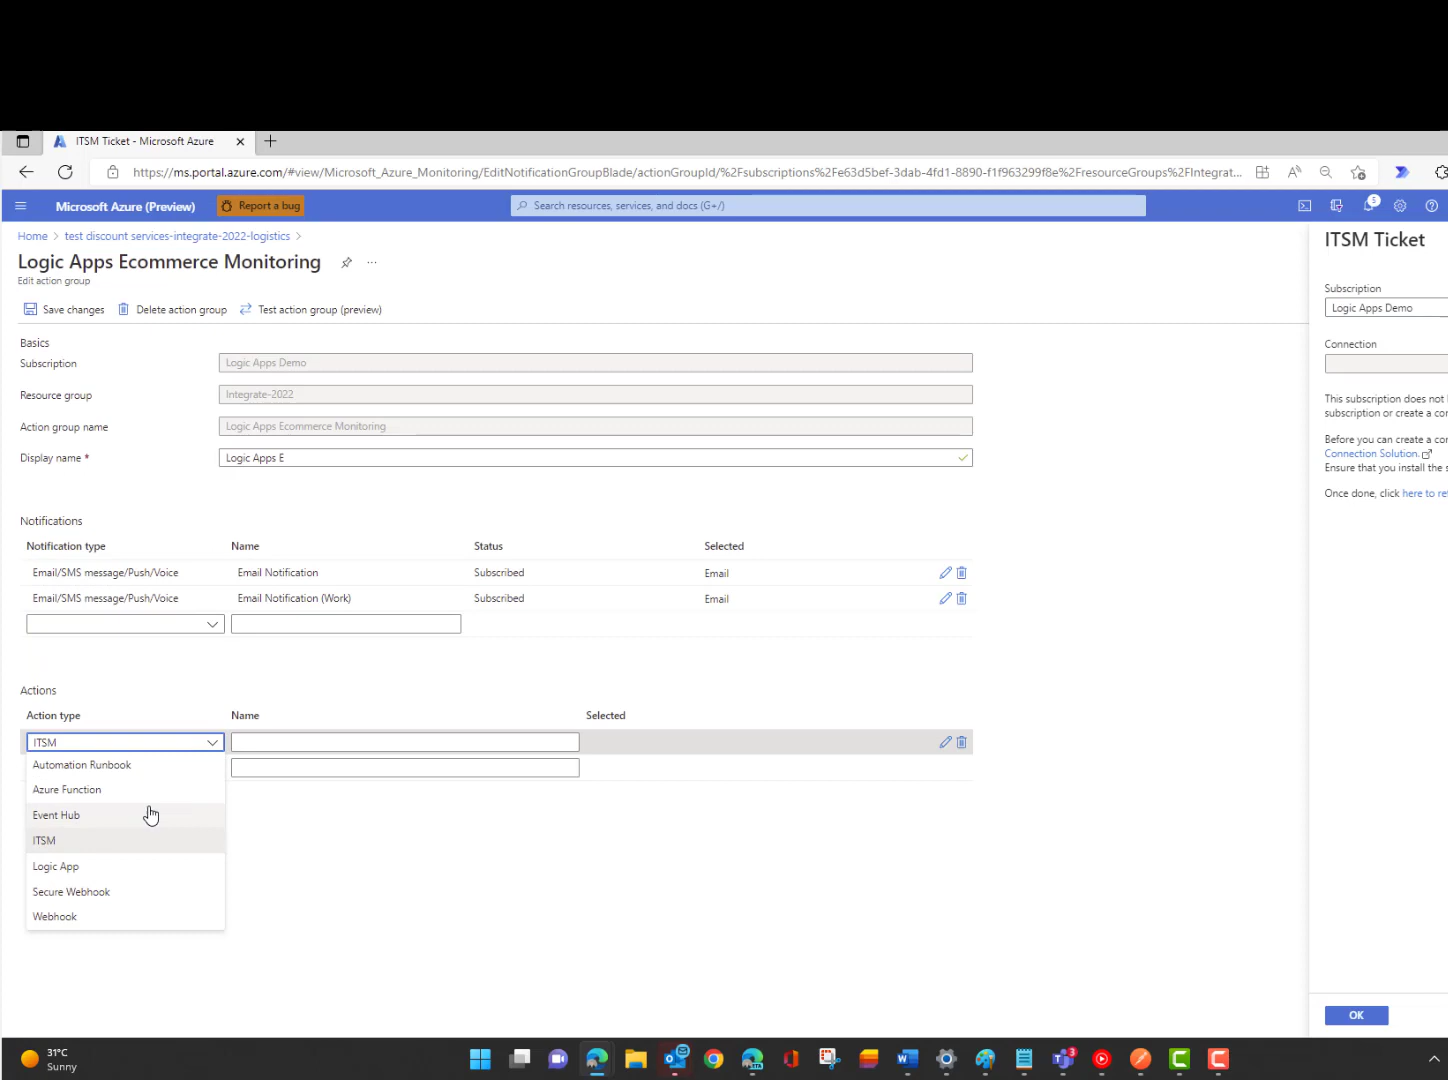 ITSM Ticket - Microsoft Azure
https://ms.portal.azure.com/#view/Microsoft_Azure_Monitoring/EditNotificationGroupBlade/actionGroupId/%2Fsubscriptions%2Fe63d5bef-3dab-4fd1-8890-f1f963299f8e%2FresourceGroups%2FIntegrat...
Microsoft Azure (Preview)
Report a bug
Search resources, services, and docs (G+/)
5
Home > test discount services-integrate-2022-logistics >
Logic Apps Ecommerce Monitoring ...
Edit action group
Save changes
Delete action group
Test action group (preview)
Basics
Subscription
Logic Apps Demo
Resource group
Integrate-2022
Action group name
Logic Apps Ecommerce Monitoring
Display name *
Logic Apps E
Notifications
Notification type Name Status Selected
Email/SMS message/Push/Voice Email Notification Subscribed Email
Email/SMS message/Push/Voice Email Notification (Work) Subscribed Email
Actions
Action type Name Selected
ITSM
Automation Runbook
Azure Function
Event Hub
ITSM
Logic App
Secure Webhook
Webhook
ITSM Ticket
Subscription
Logic Apps Demo
Connection
This subscription does not
subscription or create a co
Before you can create a co
Connection Solution.
Ensure that you install the s
Once done, click here to re
OK
31°C
Sunny
3